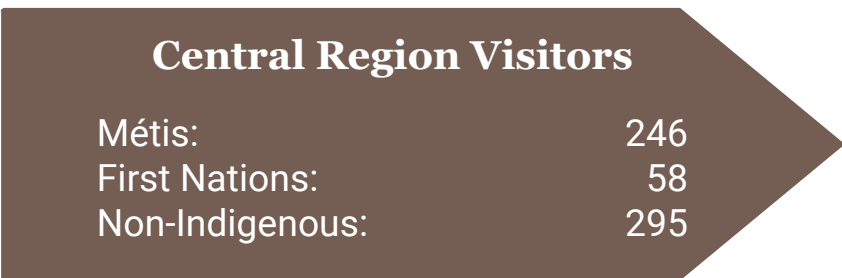 Central Region Visitors
Métis: 246
First Nations: 58
Non-Indigenous: 295